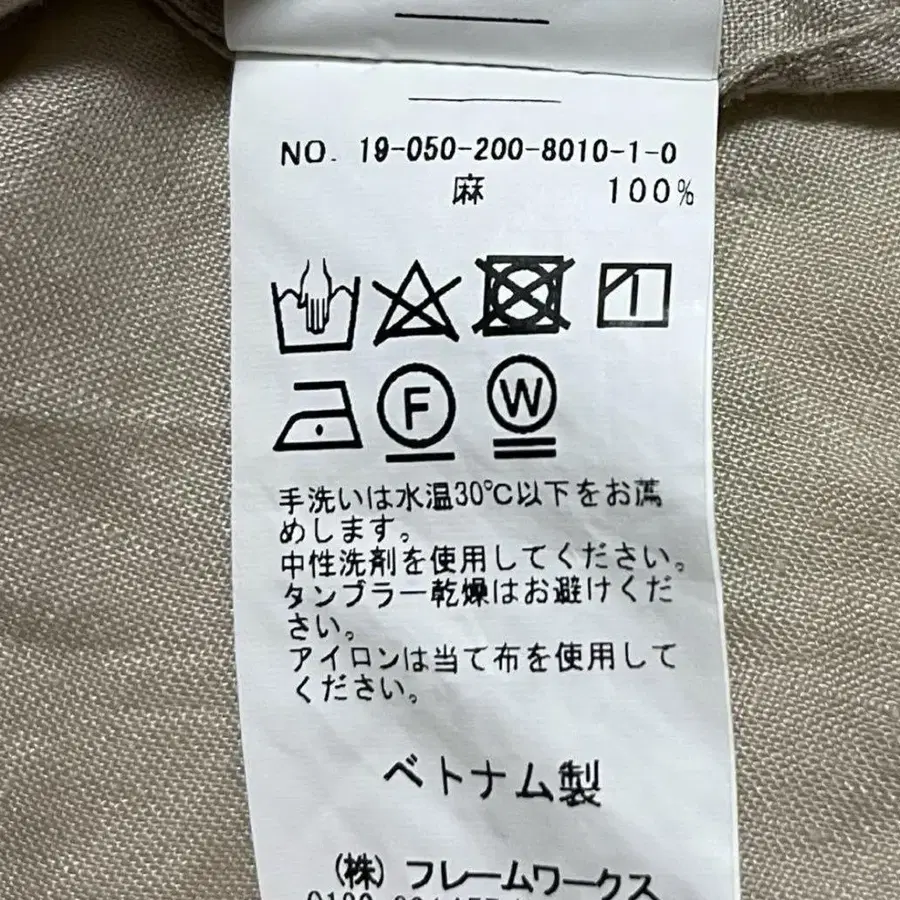 NO. 19-050-200-8010-1-0
麻 100%
F
W
手洗いは水温30℃以下をお薦
めします。
中性洗剤を使用してください。
タンブラー乾燥はお避けくだ
さい。
アイロンは当て布を使用して
ください。
ベトナム製
(株) フレームワークス